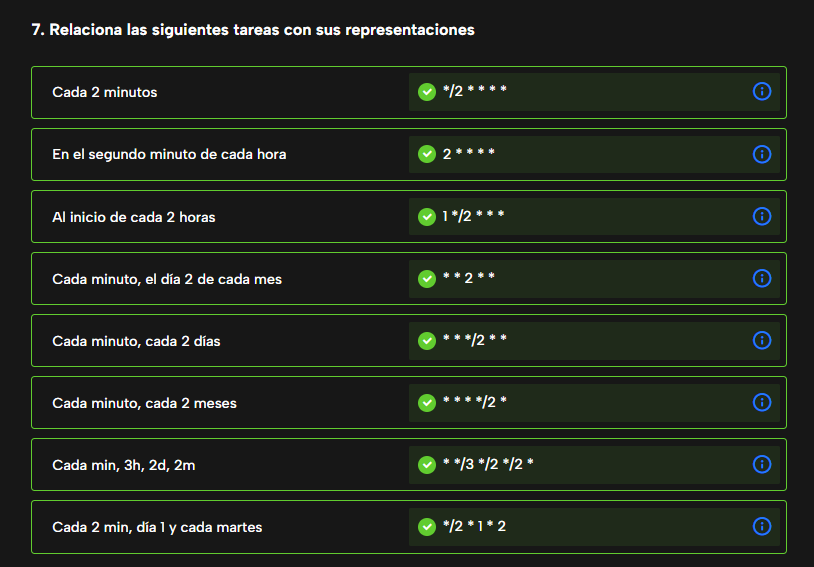 7. Relaciona las siguientes tareas con sus representaciones
Cada 2 minutos */2 * * * *
En el segundo minuto de cada hora 2 * * * *
Al inicio de cada 2 horas 1 */2 * * *
Cada minuto, el día 2 de cada mes * * 2 * *
Cada minuto, cada 2 días * * */2 * *
Cada minuto, cada 2 meses * * * */2 *
Cada min, 3h, 2d, 2m * */3 */2 */2 *
Cada 2 min, día 1 y cada martes */2 * 1 * 2